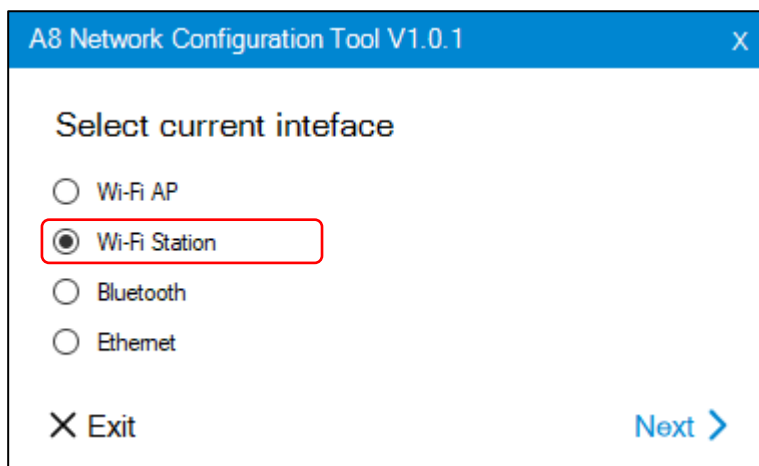 A8 Network Configuration Tool V1.0.1 X
Select current inteface
Wi-Fi AP
Wi-Fi Station
Bluetooth
Ethernet
Exit Next